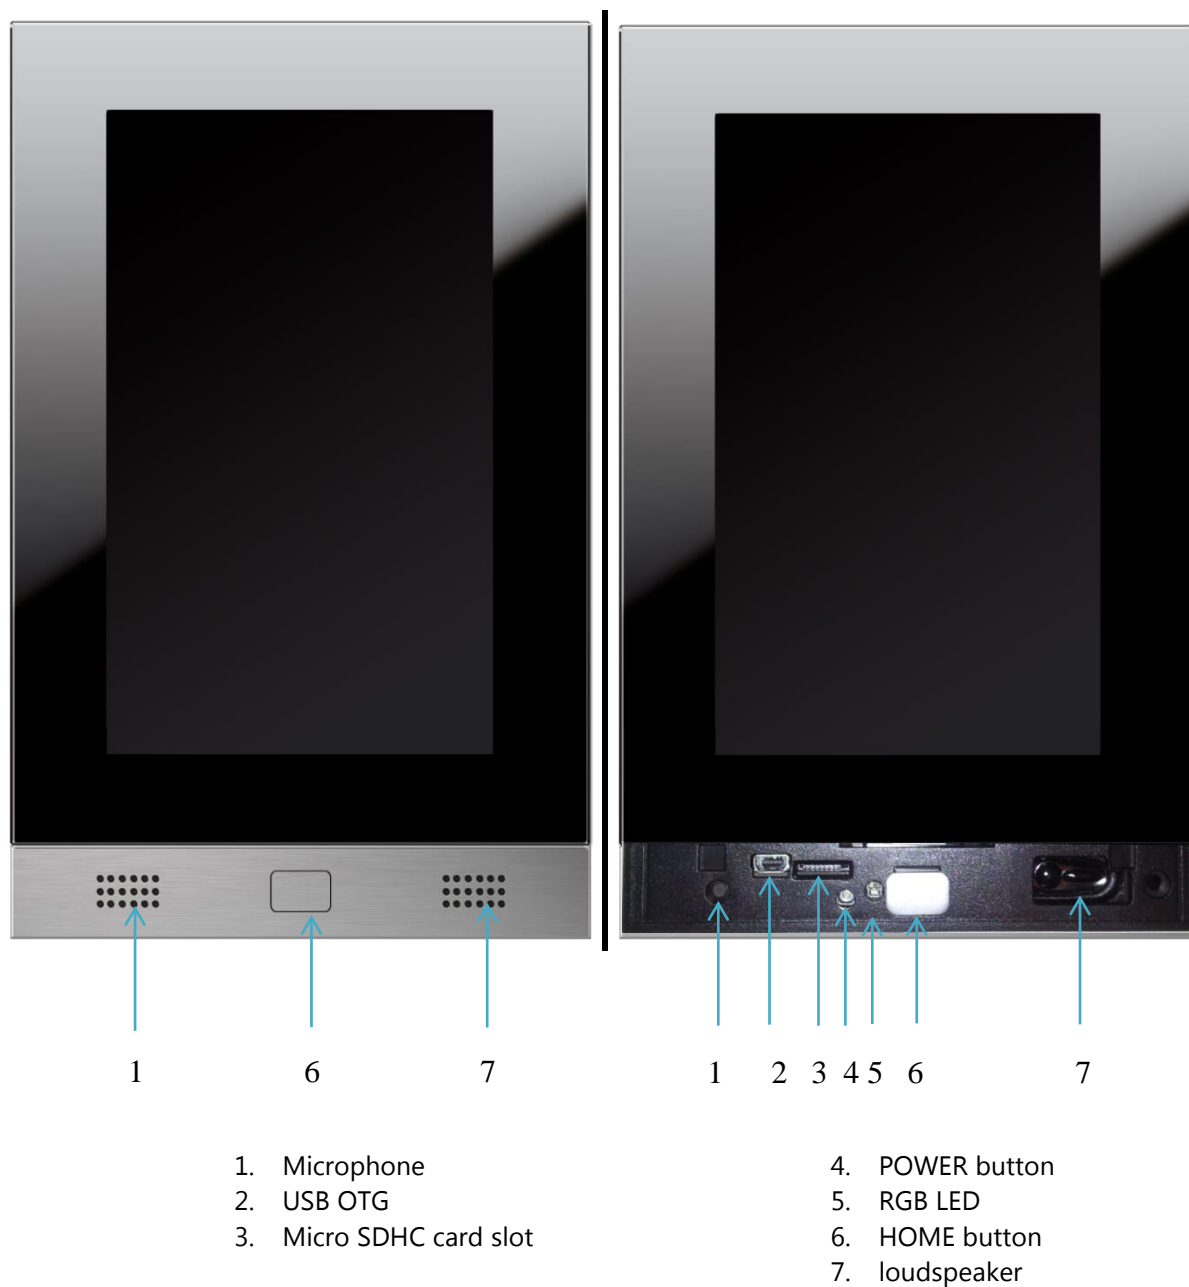 1 6 7 1 2 3 4 5 6 7
1. Microphone
2. USB OTG
3. Micro SDHC card slot
4. POWER button
5. RGB LED
6. HOME button
7. loudspeaker